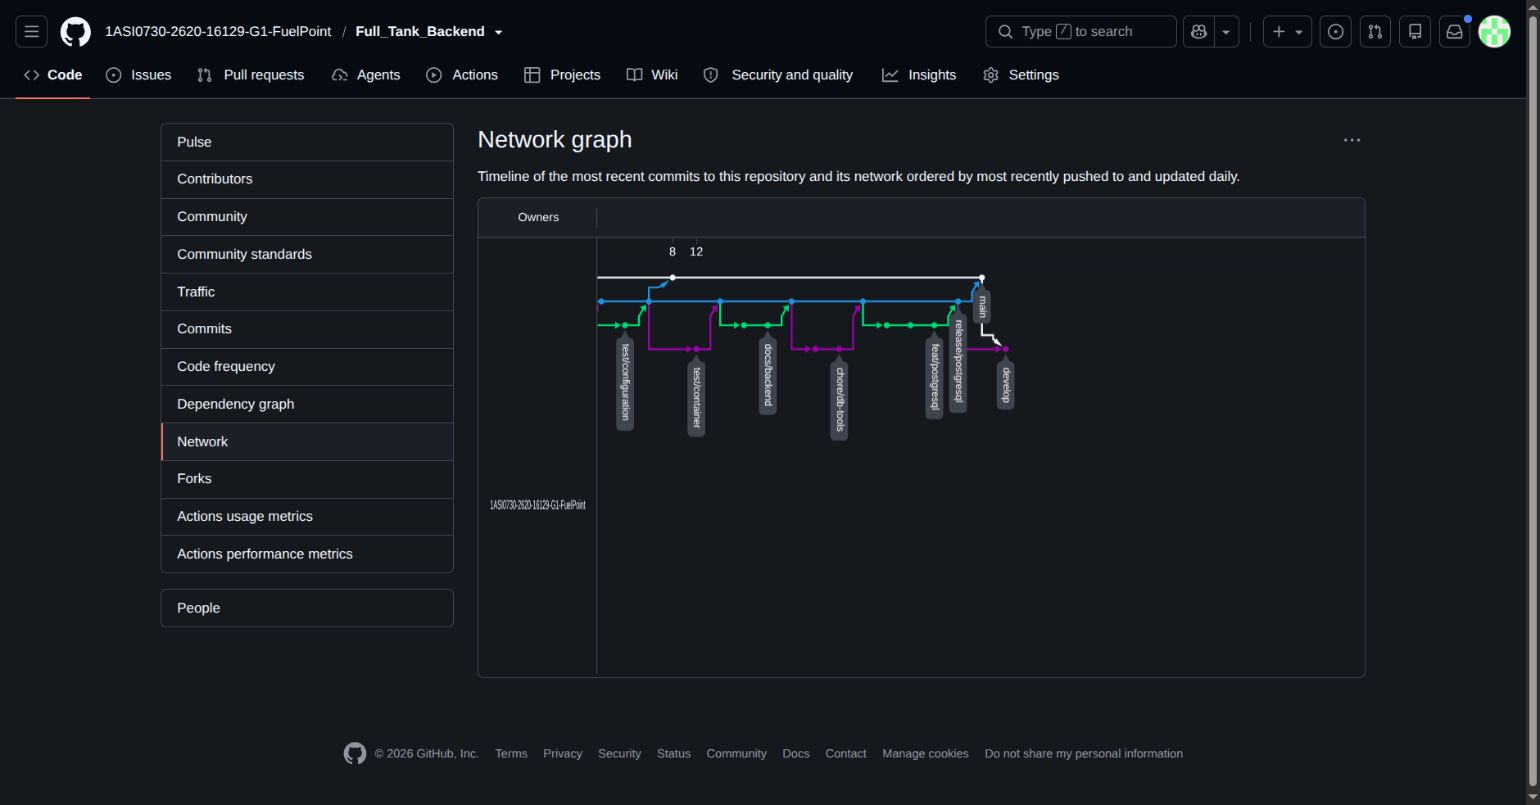 1ASI0730-2620-16129-G1-FuelPoint / Full_Tank_Backend
Type / to search
Code Issues Pull requests Agents Actions Projects Wiki Security and quality Insights Settings
Pulse
Contributors
Community
Community standards
Traffic
Commits
Code frequency
Dependency graph
Network
Forks
Actions usage metrics
Actions performance metrics
People
Network graph
Timeline of the most recent commits to this repository and its network ordered by most recently pushed to and updated daily.
Owners
8 12
main
test/configuration
test/container
docs/backend
chore/db-tools
feat/postgresql
release/postgresql
develop
1ASI0730-2620-16129-G1-FuelPoint
© 2026 GitHub, Inc. Terms Privacy Security Status Community Docs Contact Manage cookies Do not share my personal information